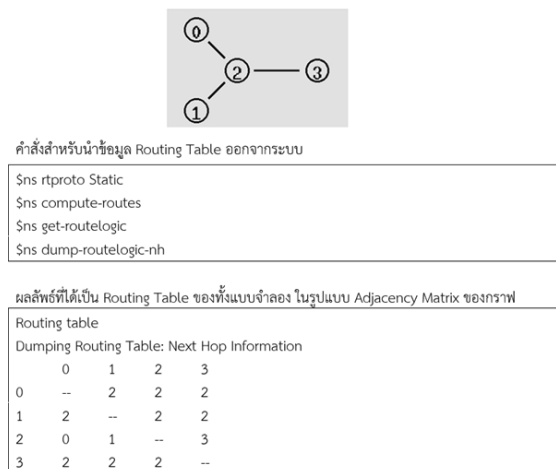 0
2
3
1
คำสั่งสำหรับนำข้อมูล Routing Table ออกจากระบบ
$ns rtproto Static
$ns compute-routes
$ns get-routelogic
$ns dump-routelogic-nh
ผลลัพธ์ที่ได้เป็น Routing Table ของทั้งแบบจำลอง ในรูปแบบ Adjacency Matrix ของกราฟ
Routing table
Dumping Routing Table: Next Hop Information
0 1 2 3
0 -- 2 2 2
1 2 -- 2 2
2 0 1 -- 3
3 2 2 2 --